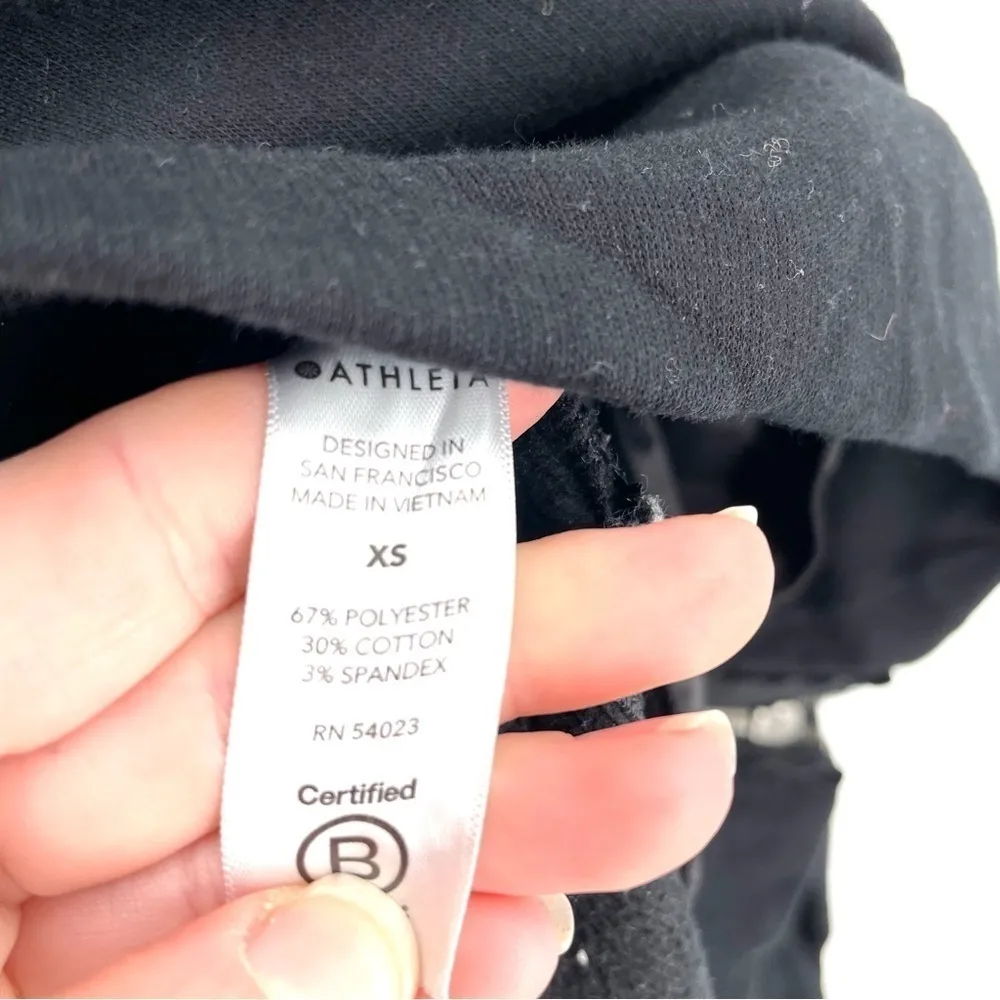 ATHLETA
DESIGNED IN
SAN FRANCISCO
MADE IN VIETNAM
XS
67% POLYESTER
30% COTTON
3% SPANDEX
RN 54023
Certified
B